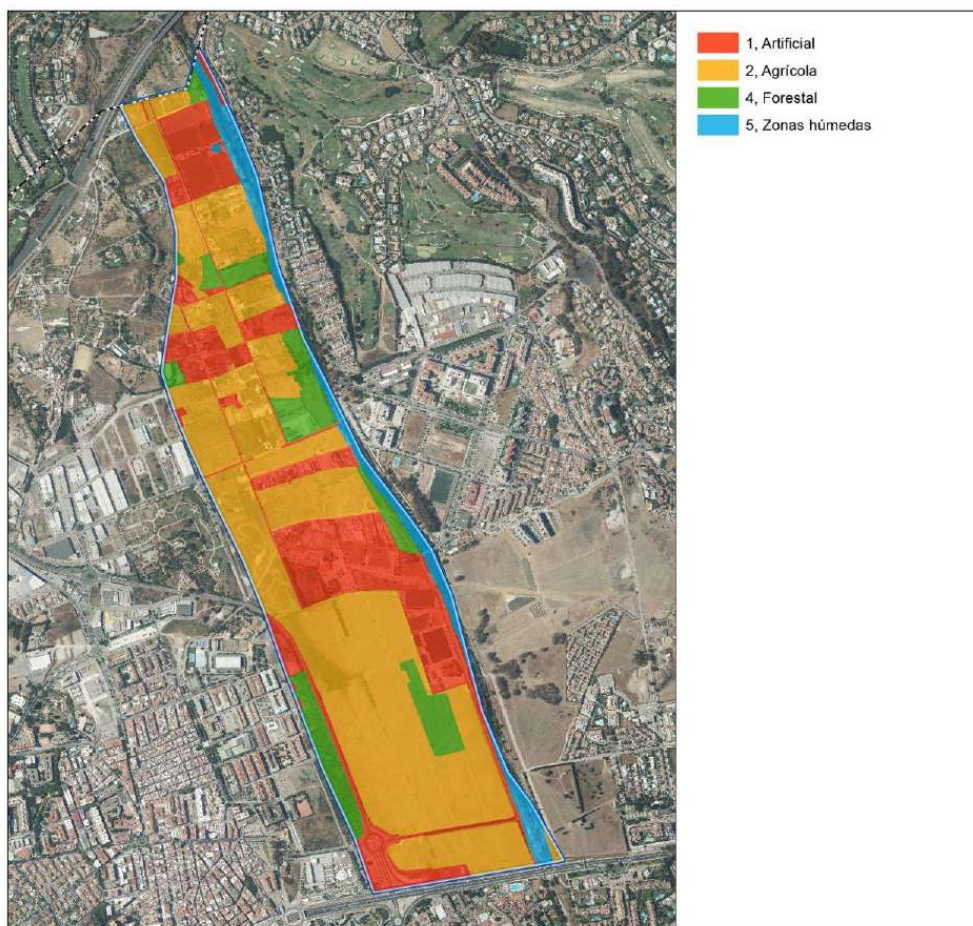 1, Artificial
2, Agrícola
4, Forestal
5, Zonas húmedas